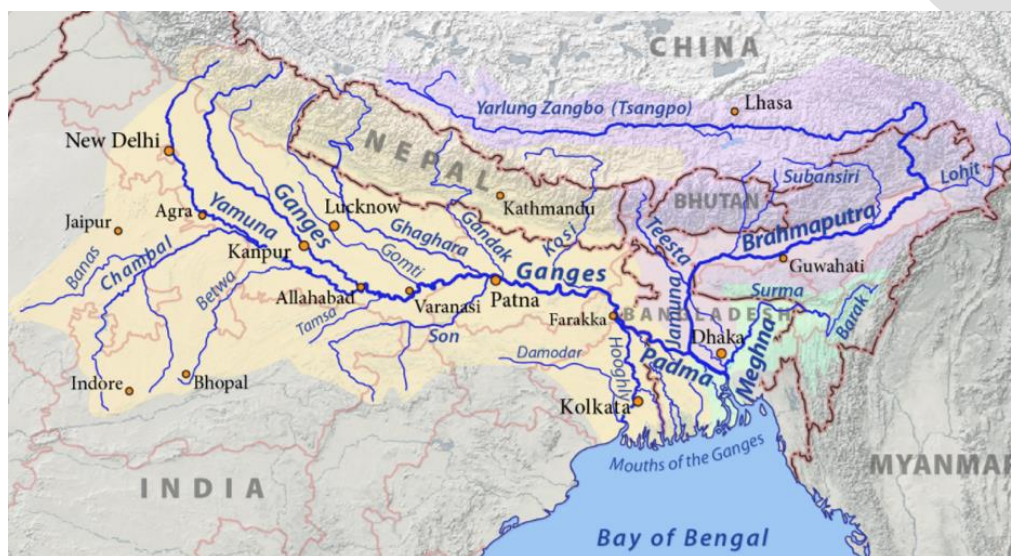 CHINA
Lhasa
Yarlung Zangbo (Tsangpo)
New Delhi
NEPAL
Lohit
Subansiri
BHUTAN
Kathmandu
Jaipur
Agra
Yamuna
Ganges
Lucknow
Ghaghara
Gandak
Kosi
Teesta
Brahmaputra
Guwahati
Banas
Chambal
Kanpur
Gomti
Betwa
Allahabad
Varanasi
Patna
Ganges
Surma
Barak
Tamsa
Son
Farakka
BANGLADESH
Jamuna
Dhaka
Meghna
Damodar
Hooghly
Padma
Indore
Bhopal
Kolkata
Mouths of the Ganges
INDIA
MYANMAR
Bay of Bengal